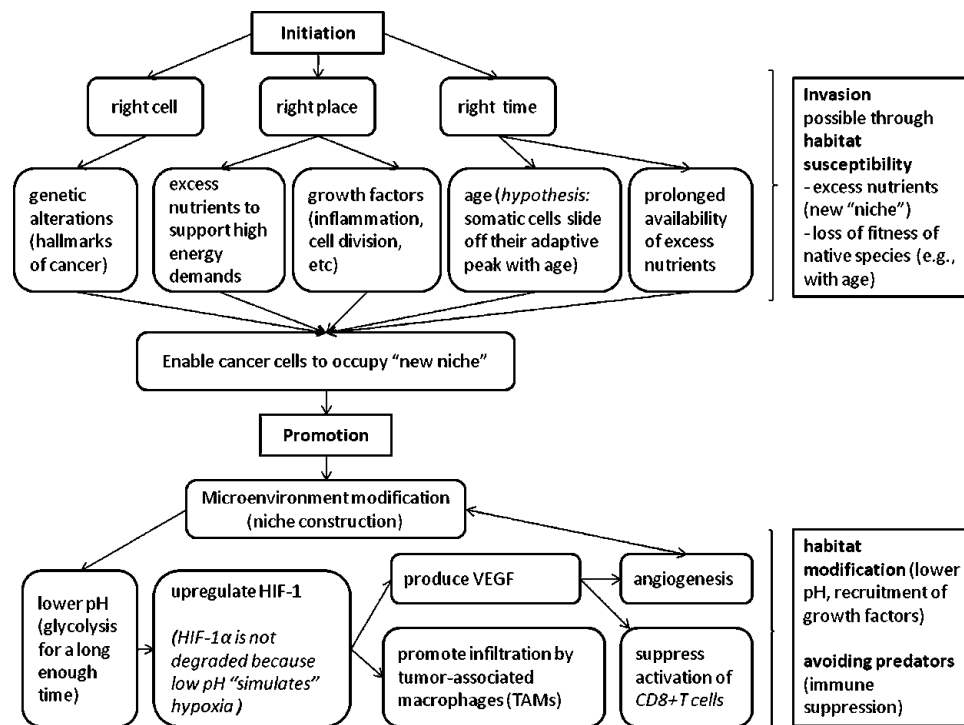 Initiation
right cell
right place
right time
genetic
alterations
(hallmarks
of cancer)
excess
nutrients to
support high
energy
demands
growth factors
(inflammation,
cell division,
etc)
age (hypothesis:
somatic cells slide
off their adaptive
peak with age)
prolonged
availability
of excess
nutrients
Invasion
possible through
habitat
susceptibility
- excess nutrients
(new “niche”)
- loss of fitness of
native species (e.g.,
with age)
Enable cancer cells to occupy “new niche”
Promotion
Microenvironment modification
(niche construction)
lower pH
(glycolysis
for a long
enough
time)
upregulate HIF-1
(HIF-1α is not
degraded because
low pH “simulates”
hypoxia)
produce VEGF
angiogenesis
promote infiltration by
tumor-associated
macrophages (TAMs)
suppress
activation of
CD8+T cells
habitat
modification (lower
pH, recruitment of
growth factors)
avoiding predators
(immune
suppression)